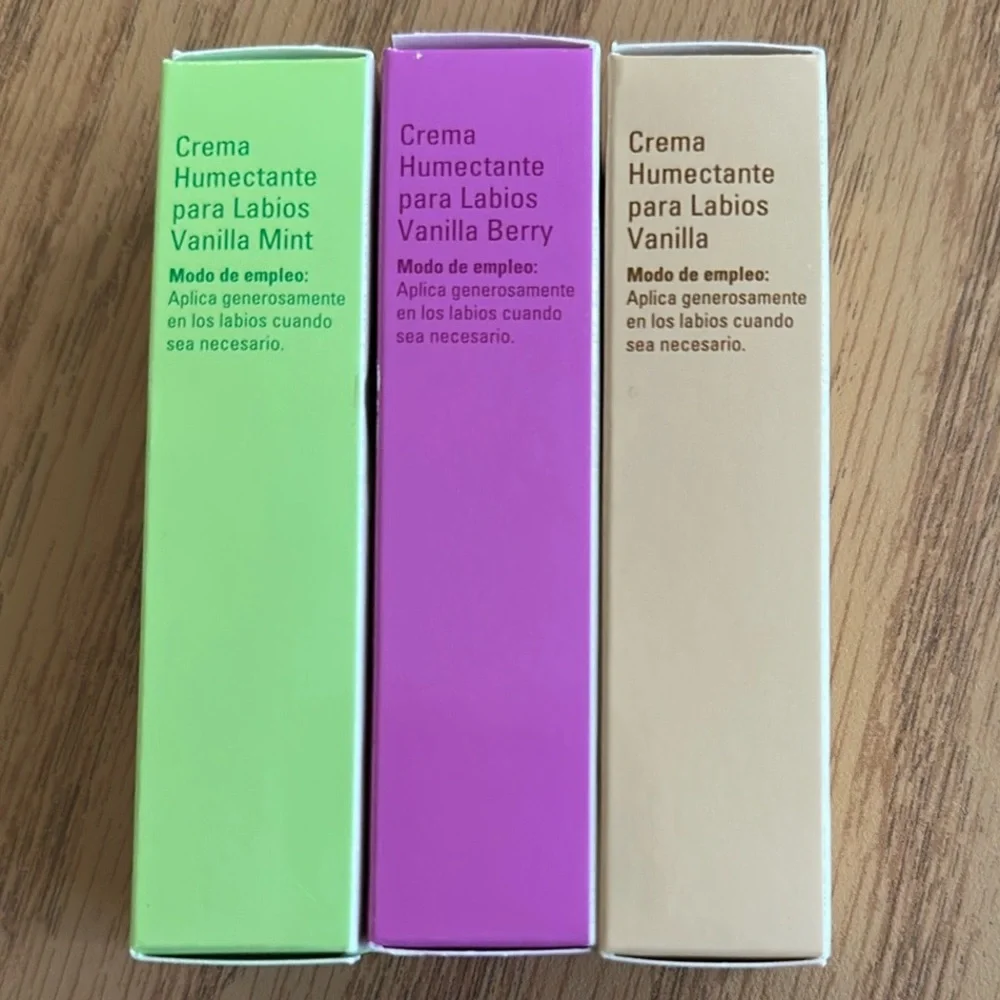 Crema
Humectante
para Labios
Vanilla Mint
Modo de empleo:
Aplica generosamente
en los labios cuando
sea necesario.
Crema
Humectante
para Labios
Vanilla Berry
Modo de empleo:
Aplica generosamente
en los labios cuando
sea necesario.
Crema
Humectante
para Labios
Vanilla
Modo de empleo:
Aplica generosamente
en los labios cuando
sea necesario.